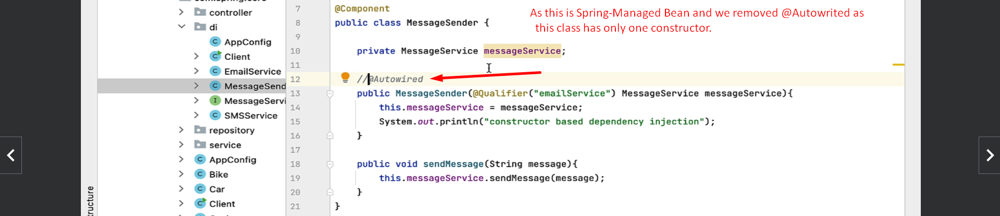 controller
di
AppConfig
Client
EmailService
MessageSend
MessageServi
SMSService
repository
service
AppConfig
Bike
Car
Client
ructure
7 @Component
8 public class MessageSender {
9
10 private MessageService messageService;
11
12 //@Autowired
13 public MessageSender(@Qualifier("emailService") MessageService messageService){
14 this.messageService = messageService;
15 System.out.println("constructor based dependency injection");
16 }
17
18 public void sendMessage(String message){
19 this.messageService.sendMessage(message);
20 }
21 }
As this is Spring-Managed Bean and we removed @Autowrited as
this class has only one constructor.